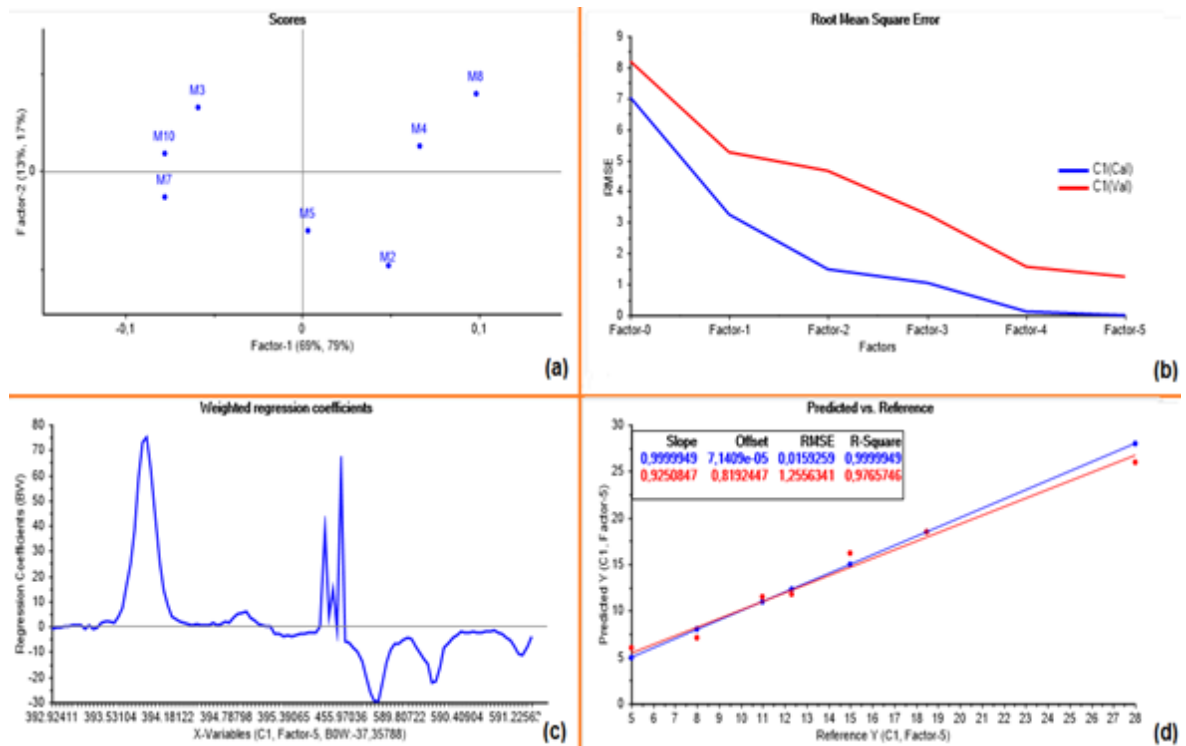 Scores
Factor-2 (13%, 17%)
M8
M3
M4
M10
0
M7
M5
M2
-0,1
0
0,1
Factor-1 (69%, 79%)
(a)
Root Mean Square Error
RMSE
9
8
7
6
5
4
3
2
1
0
C1(Cal)
C1(Val)
Factor-0
Factor-1
Factor-2
Factor-3
Factor-4
Factor-5
Factors
(b)
Weighted regression coefficients
Regression Coefficients (BW)
80
70
60
50
40
30
20
10
0
-10
-20
-30
392,92411 393,53104 394,18122 394,78798 395,39065 455,97036 589,80722 590,40904
X-Variables (C1, Factor-5, B0W:-37,35788)
(c)
Predicted vs. Reference
Predicted Y (C1, Factor-5)
30
25
20
15
10
5
0
Slope Offset RMSE R-Square
0,9999949 7,1409e-05 0,0159259 0,9999949
0,9250847 0,8192447 1,2556341 0,9765746
5 6 7 8 9 10 11 12 13 14 15 16 17 18 19 20 21 22 23 24 25 26 27 28
Reference Y (C1, Factor-5)
(d)